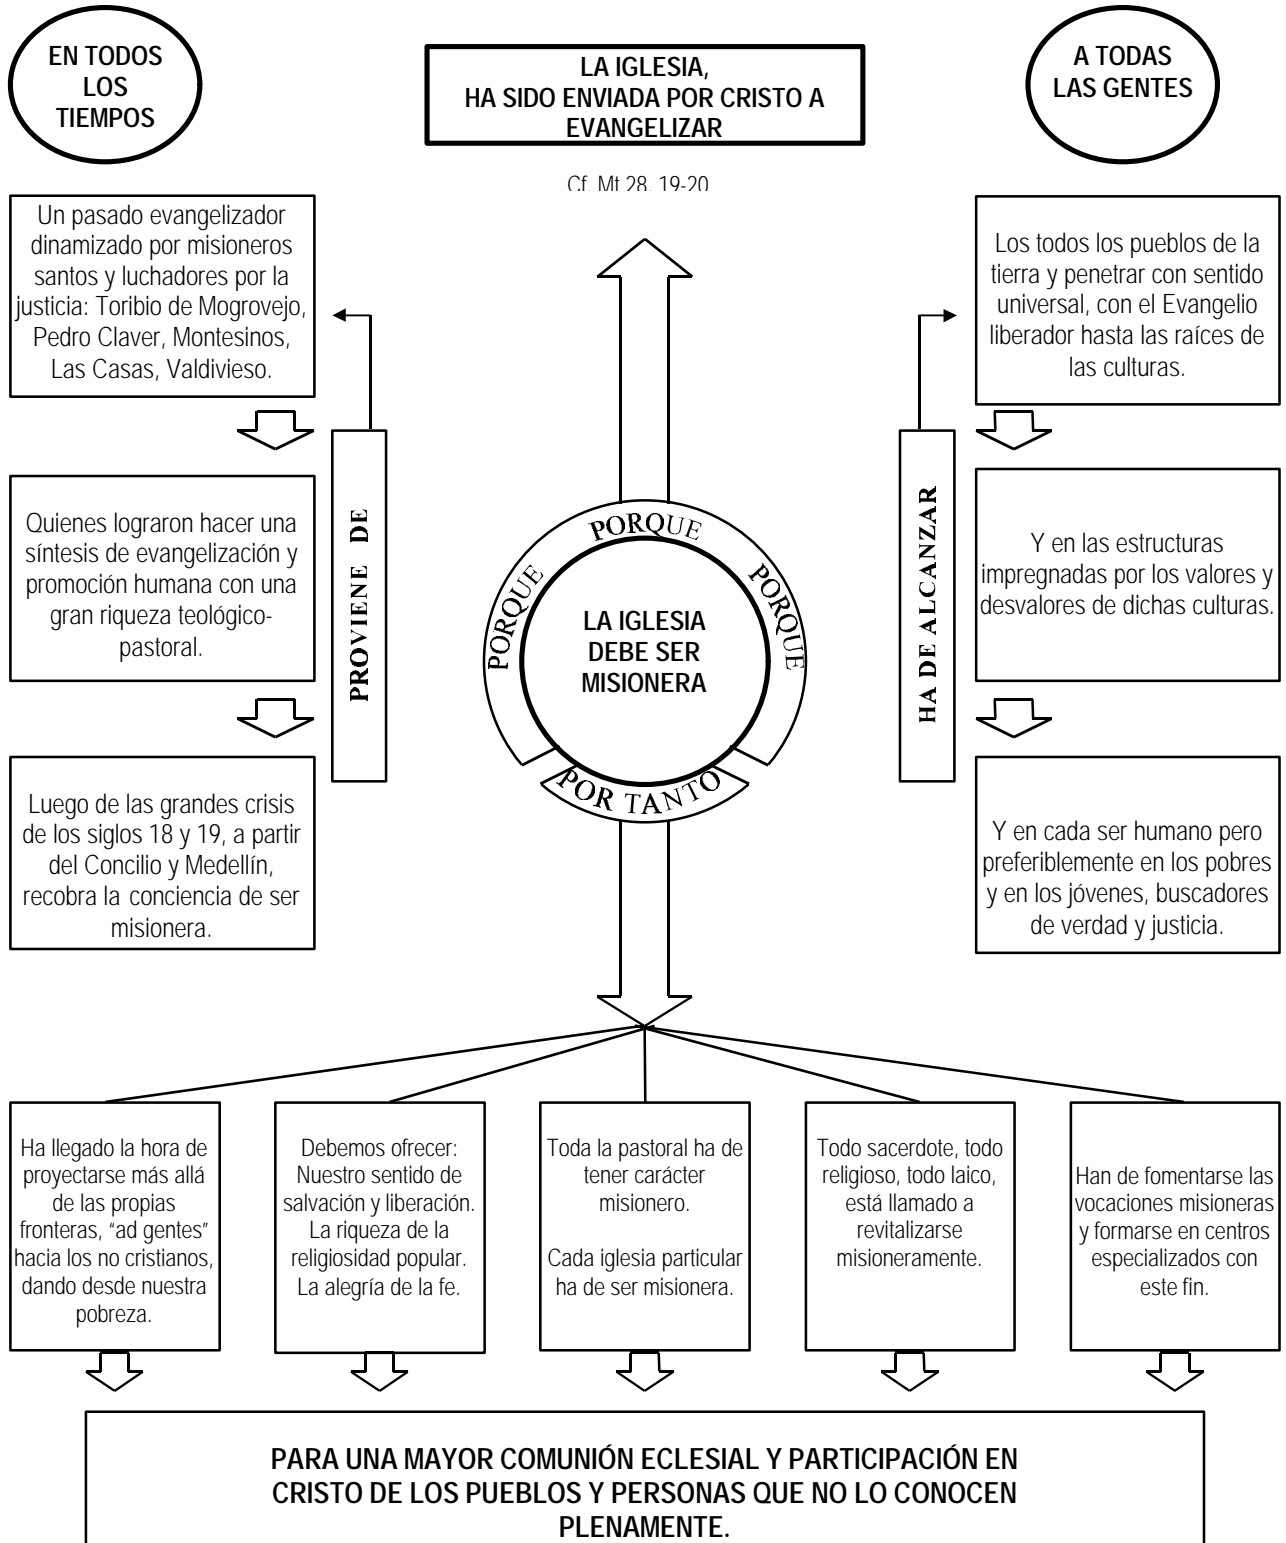 EN TODOS
LOS
TIEMPOS
LA IGLESIA,
HA SIDO ENVIADA POR CRISTO A
EVANGELIZAR
A TODAS
LAS GENTES
Cf. Mt 28, 19-20
Un pasado evangelizador
dinamizado por misioneros
santos y luchadores por la
justicia: Toribio de Mogrovejo,
Pedro Claver, Montesinos,
Las Casas, Valdivieso.
Quienes lograron hacer una
síntesis de evangelización y
promoción humana con una
gran riqueza teológico-
pastoral.
Luego de las grandes crisis
de los siglos 18 y 19, a partir
del Concilio y Medellín,
recobra la conciencia de ser
misionera.
PROVIENE DE
PORQUE
PORQUE
PORQUE
LA IGLESIA
DEBE SER
MISIONERA
POR TANTO
HA DE ALCANZAR
Los todos los pueblos de la
tierra y penetrar con sentido
universal, con el Evangelio
liberador hasta las raíces de
las culturas.
Y en las estructuras
impregnadas por los valores y
desvalores de dichas culturas.
Y en cada ser humano pero
preferiblemente en los pobres
y en los jóvenes, buscadores
de verdad y justicia.
Ha llegado la hora de
proyectarse más allá
de las propias
fronteras, “ad gentes”
hacia los no cristianos,
dando desde nuestra
pobreza.
Debemos ofrecer:
Nuestro sentido de
salvación y liberación.
La riqueza de la
religiosidad popular.
La alegría de la fe.
Toda la pastoral ha de
tener carácter
misionero.
Cada iglesia particular
ha de ser misionera.
Todo sacerdote, todo
religioso, todo laico,
está llamado a
revitalizarse
misioneramente.
Han de fomentarse las
vocaciones misioneras
y formarse en centros
especializados con
este fin.
PARA UNA MAYOR COMUNIÓN ECLESIAL Y PARTICIPACIÓN EN
CRISTO DE LOS PUEBLOS Y PERSONAS QUE NO LO CONOCEN
PLENAMENTE.